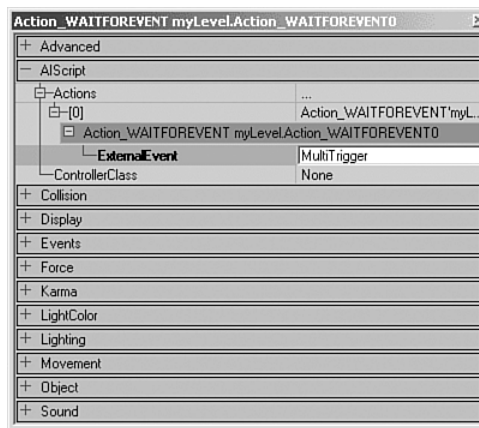 Action_WAITFOREVENT myLevel.Action_WAITFOREVENT0
+ Advanced
- AIScript
Actions ...
[0] Action_WAITFOREVENT'myL...
Action_WAITFOREVENT myLevel.Action_WAITFOREVENT0
ExternalEvent MultiTrigger
ControllerClass None
+ Collision
+ Display
+ Events
+ Force
+ Karma
+ LightColor
+ Lighting
+ Movement
+ Object
+ Sound